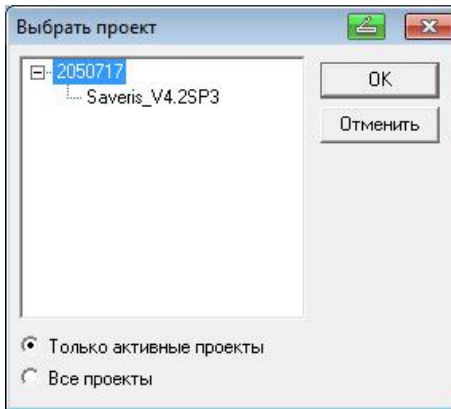 Выбрать проект
2050717
Saveris_V4.2SP3
OK
Отменить
Только активные проекты
Все проекты